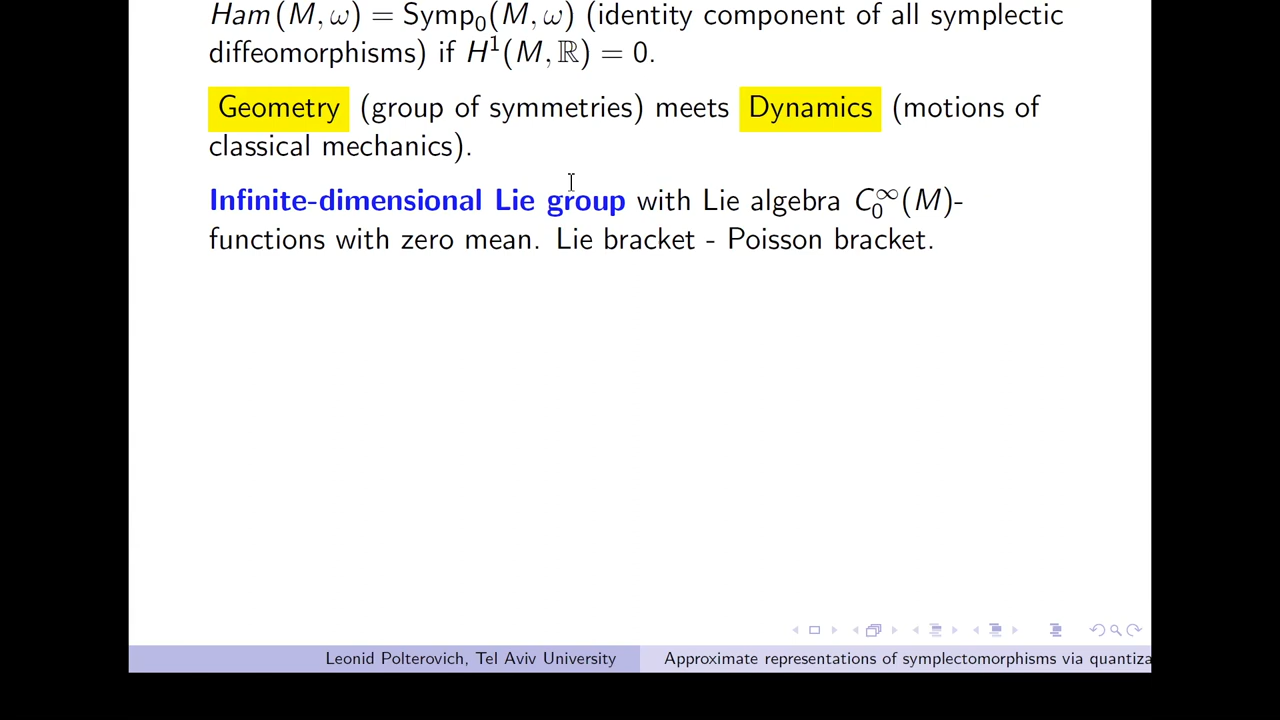 Ham(M, ω) = Symp₀(M, ω) (identity component of all symplectic
diffeomorphisms) if H¹(M, ℝ) = 0.
Geometry (group of symmetries) meets Dynamics (motions of
classical mechanics).
Infinite-dimensional Lie group with Lie algebra C₀^∞(M)-
functions with zero mean. Lie bracket - Poisson bracket.
Leonid Polterovich, Tel Aviv University
Approximate representations of symplectomorphisms via quantiza